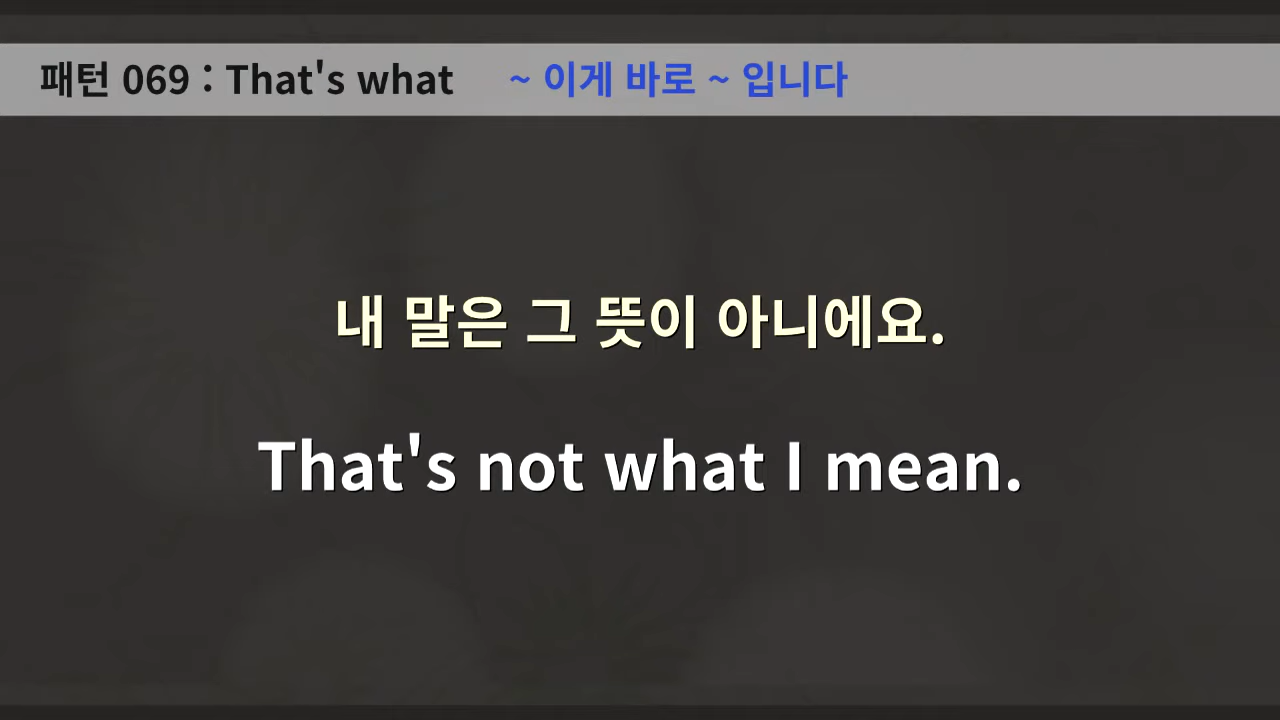 패턴 069 : That's what ~ 이게 바로 ~ 입니다
내 말은 그 뜻이 아니에요.
That's not what I mean.